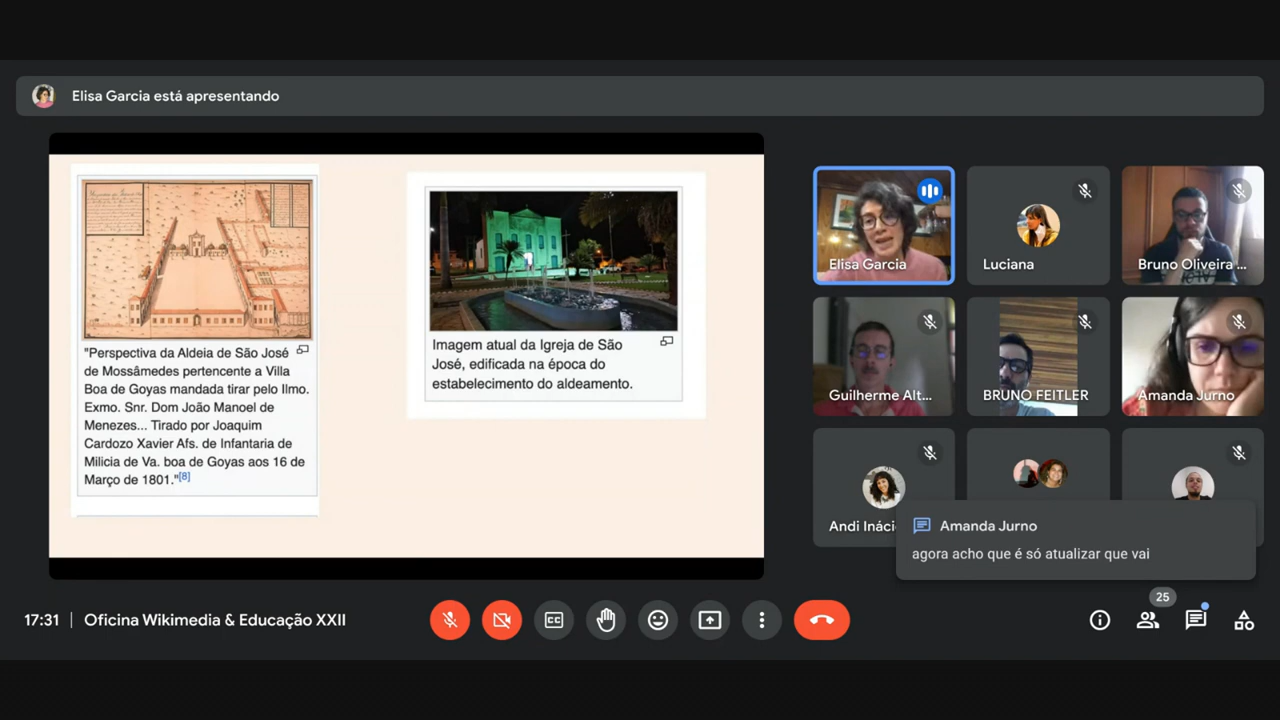 Elisa Garcia está apresentando
"Perspectiva da Aldeia de São José
de Mossâmedes pertencente a Villa
Boa de Goyas mandada tirar pelo Ilmo.
Exmo. Snr. Dom João Manoel de
Menezes... Tirado por Joaquim
Cardozo Xavier Afs. de Infantaria de
Milicia de Va. boa de Goyas aos 16 de
Março de 1801."[8]
Imagem atual da Igreja de São
José, edificada na época do
estabelecimento do aldeamento.
Elisa Garcia
Luciana
Bruno Oliveira ...
Guilherme Alt...
BRUNO FEITLER
Amanda Jurno
AndiInáci
Amanda Jurno
agora acho que é só atualizar que vai
17:31 | Oficina Wikimedia & Educação XXII
CC
25